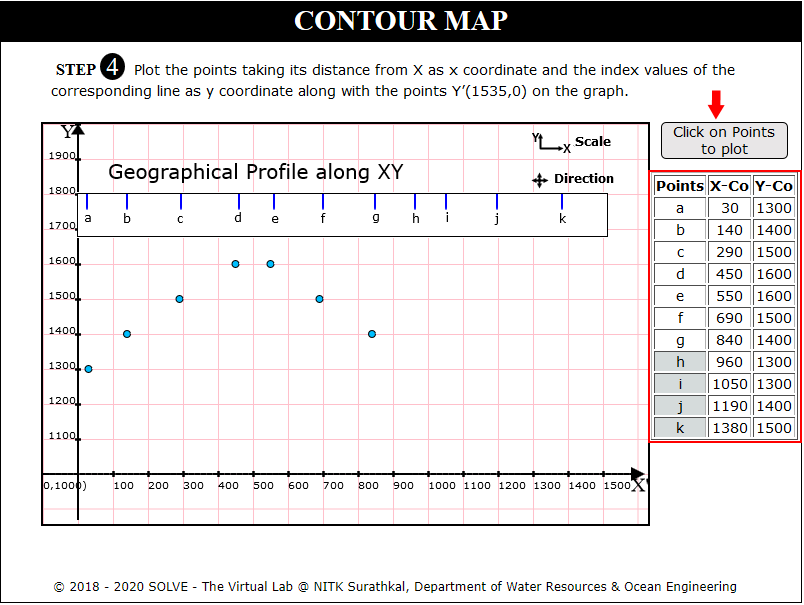 CONTOUR MAP
STEP 4 Plot the points taking its distance from X as x coordinate and the index values of the
corresponding line as y coordinate along with the points Y’(1535,0) on the graph.
Click on Points
to plot
Y
Y
X
Scale
Direction
Geographical Profile along XY
a b c d e f g h i j k
1900
1800
1700
1600
1500
1400
1300
1200
1100
0,1000) 100 200 300 400 500 600 700 800 900 1000 1100 1200 1300 1400 1500 X'
Points X-Co Y-Co
a 30 1300
b 140 1400
c 290 1500
d 450 1600
e 550 1600
f 690 1500
g 840 1400
h 960 1300
i 1050 1300
j 1190 1400
k 1380 1500
© 2018 - 2020 SOLVE - The Virtual Lab @ NITK Surathkal, Department of Water Resources & Ocean Engineering